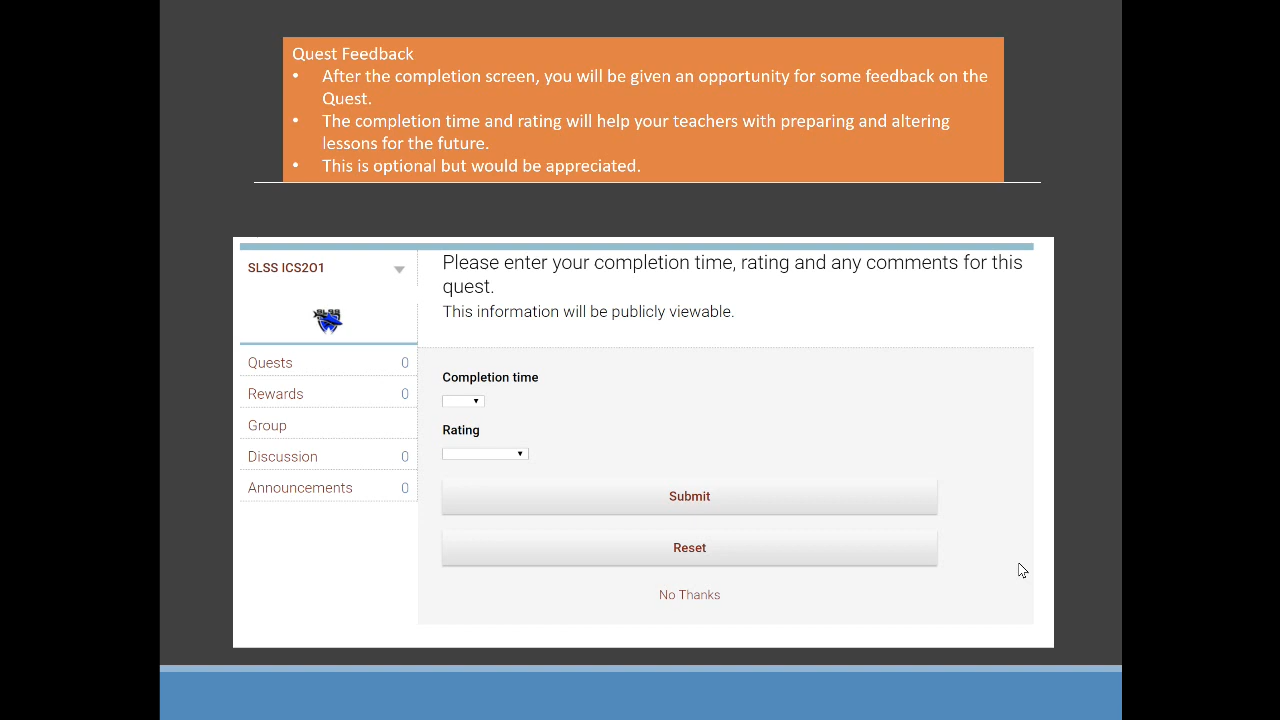 Quest Feedback
• After the completion screen, you will be given an opportunity for some feedback on the
Quest.
• The completion time and rating will help your teachers with preparing and altering
lessons for the future.
• This is optional but would be appreciated.
SLSS ICS2O1
SLSS
Quests 0
Rewards 0
Group
Discussion 0
Announcements 0
Please enter your completion time, rating and any comments for this
quest.
This information will be publicly viewable.
Completion time
Rating
Submit
Reset
No Thanks